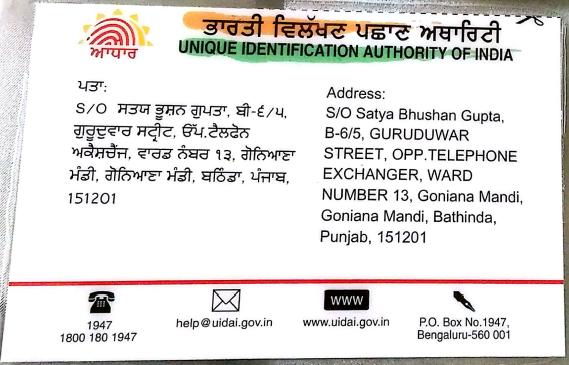 ਭਾਰਤੀ ਵਿਲੱਖਣ ਪਛਾਣ ਅਥਾਰਿਟੀ
UNIQUE IDENTIFICATION AUTHORITY OF INDIA
ਆਧਾਰ
ਪਤਾ:
S/O ਸਤਯ ਭੂਸ਼ਨ ਗੁਪਤਾ, ਬੀ-੬/੫,
ਗੁਰੂਦੁਵਾਰ ਸਟ੍ਰੀਟ, ਓੱਪ.ਟੈਲਫੋਨ
ਅਕੈਸ਼ਚੈਂਜ, ਵਾਰਡ ਨੰਬਰ ੧੩, ਗੋਨਿਆਣਾ
ਮੰਡੀ, ਗੋਨਿਆਣਾ ਮੰਡੀ, ਬਠਿੰਡਾ, ਪੰਜਾਬ,
151201
Address:
S/O Satya Bhushan Gupta,
B-6/5, GURUDUWAR
STREET, OPP.TELEPHONE
EXCHANGER, WARD
NUMBER 13, Goniana Mandi,
Goniana Mandi, Bathinda,
Punjab, 151201
1947
1800 180 1947
help@uidai.gov.in
WWW
www.uidai.gov.in
P.O. Box No.1947,
Bengaluru-560 001